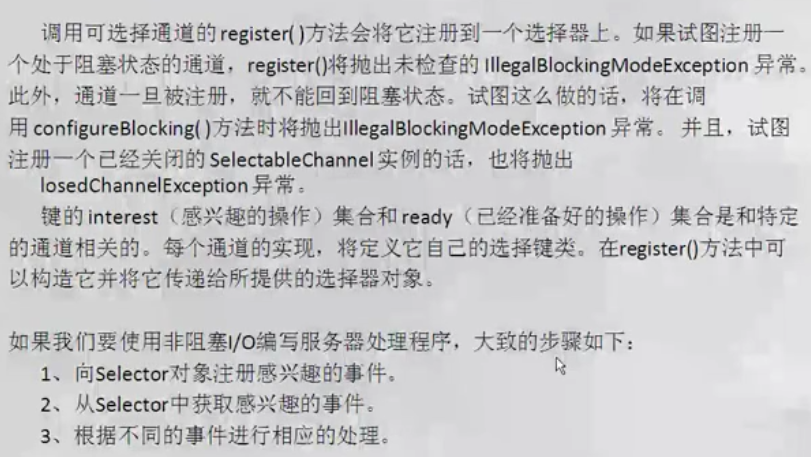 调用可选择通道的register( )方法会将它注册到一个选择器上。如果试图注册一
个处于阻塞状态的通道，register()将抛出未检查的 IllegalBlockingModeException 异常。
此外，通道一旦被注册，就不能回到阻塞状态。试图这么做的话，将在调
用 configureBlocking( )方法时将抛出IllegalBlockingModeException 异常。 并且，试图
注册一个已经关闭的 SelectableChannel 实例的话，也将抛出
losedChannelException 异常。
键的 interest（感兴趣的操作）集合和 ready（已经准备好的操作）集合是和特定
的通道相关的。每个通道的实现，将定义它自己的选择键类。在register()方法中可
以构造它并将它传递给所提供的选择器对象。
如果我们要使用非阻塞I/O编写服务器处理程序，大致的步骤如下：
1、向Selector对象注册感兴趣的事件。
2、从Selector中获取感兴趣的事件。
3、根据不同的事件进行相应的处理。